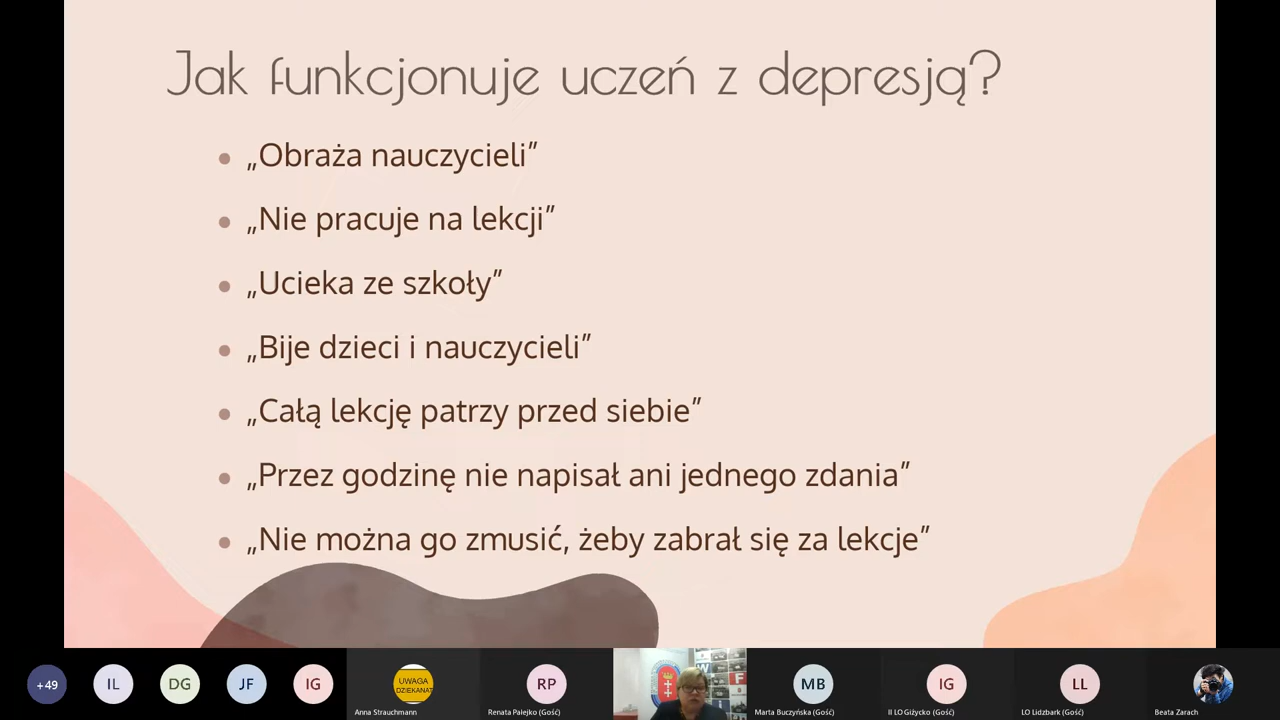 Jak funkcjonuje uczeń z depresją?
„Obraża nauczycieli”
„Nie pracuje na lekcji”
„Ucieka ze szkoły”
„Bije dzieci i nauczycieli”
„Całą lekcję patrzy przed siebie”
„Przez godzinę nie napisał ani jednego zdania”
„Nie można go zmusić, żeby zabrał się za lekcje”
+49
IL
DG
JF
IG
UWAGA
DZIEKANAT
Anna Strauchmann
RP
Renata Pałejko (Gość)
W
F
MB
Marta Buczyńska (Gość)
IG
II LO Giżycko (Gość)
LL
LO Lidzbark (Gość)
Beata Zarach